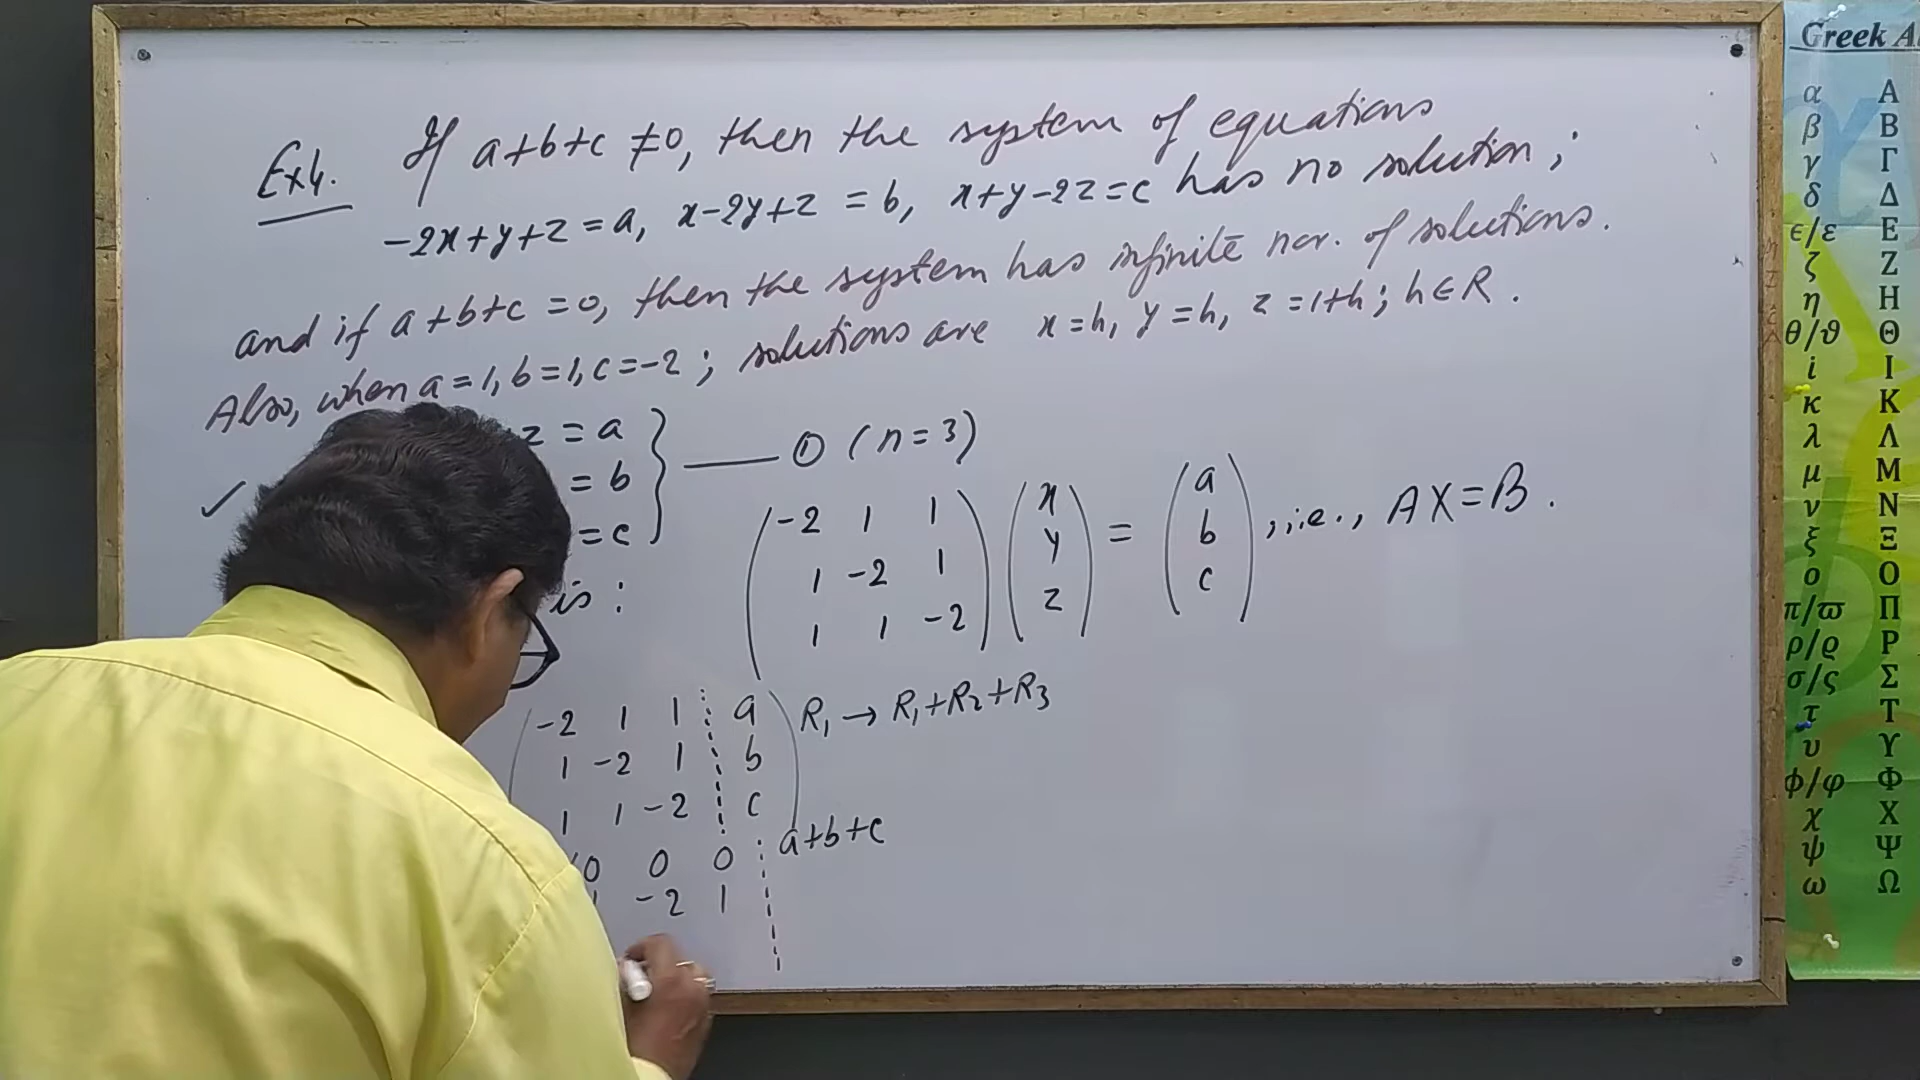 Ex4. If a+b+c ≠0, then the system of equations
-2x+y+z=a, x-2y+z =b, x+y-2z=c has no solution;
and if a+b+c =0, then the system has infinite nor. of solutions.
Also, when a=1, b=1, c=-2; solutions are x=h, y=h, z=1+h; h∈R.
z = a
✓ = b ——— ① (n=3)
= c
is: (-2 1 1) (x) = (a), i.e., AX=B.
1 -2 1 y b
1 1 -2 z c
-2 1 1 ⋮ a R₁ → R₁+R₂+R₃
1 -2 1 ⋮ b
1 1 -2 ⋮ c
0 0 0 ⋮ a+b+c
1 -2 1
Greek A
α Α
β Β
γ Γ
δ Δ
ϵ/ε Ε
ζ Ζ
η Η
θ/ϑ Θ
i Ι
κ Κ
λ Λ
μ Μ
ν Ν
ξ Ξ
ο Ο
π/ϖ Π
ρ/ϱ Ρ
σ/ς Σ
τ Τ
υ Υ
ϕ/φ Φ
χ Χ
ψ Ψ
ω Ω